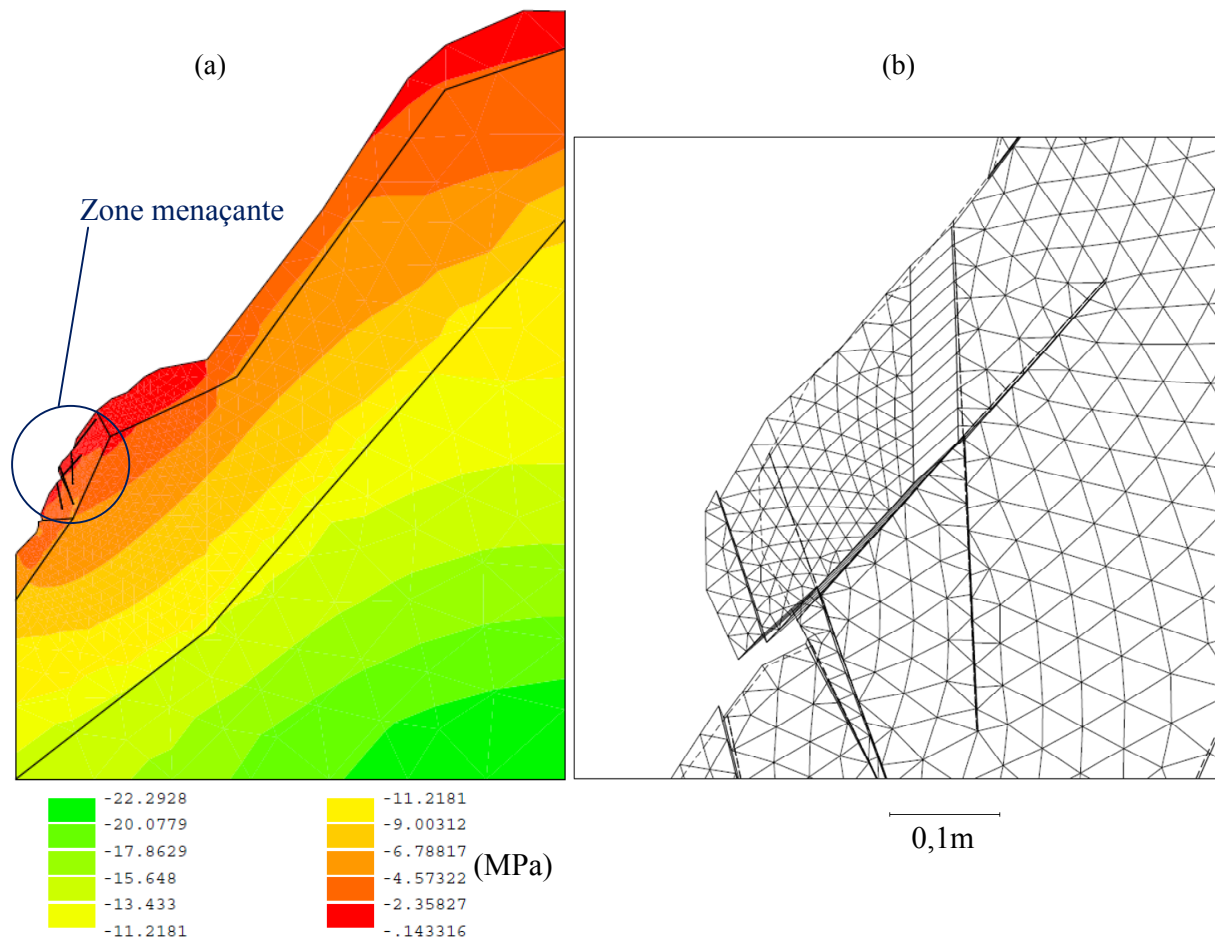 (a)
(b)
Zone menaçante
-22.2928
-20.0779
-17.8629
-15.648
-13.433
-11.2181
-11.2181
-9.00312
-6.78817
-4.57322
-2.35827
-.143316
(MPa)
0,1m